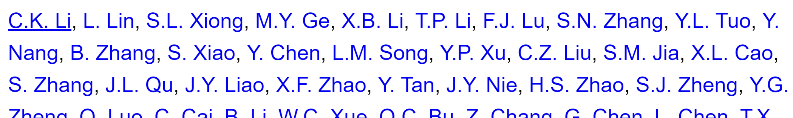 C.K. Li, L. Lin, S.L. Xiong, M.Y. Ge, X.B. Li, T.P. Li, F.J. Lu, S.N. Zhang, Y.L. Tuo, Y.
Nang, B. Zhang, S. Xiao, Y. Chen, L.M. Song, Y.P. Xu, C.Z. Liu, S.M. Jia, X.L. Cao,
S. Zhang, J.L. Qu, J.Y. Liao, X.F. Zhao, Y. Tan, J.Y. Nie, H.S. Zhao, S.J. Zheng, Y.G.
Zheng, Q. Luo, C. Cai, B. Li, W.C. Xue, Q.C. Bu, Z. Chang, G. Chen, L. Chen, T.X.